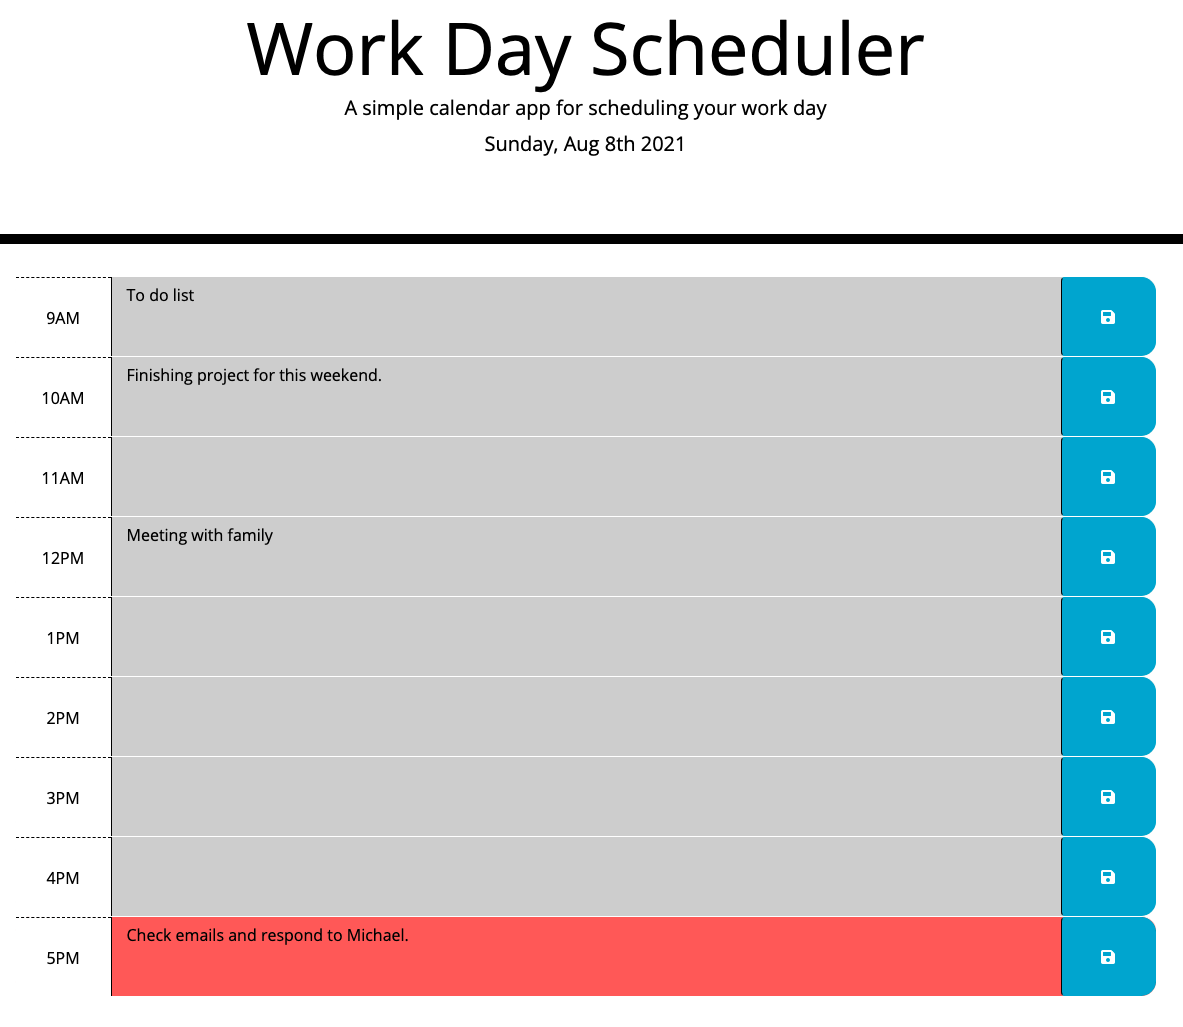 Work Day Scheduler
A simple calendar app for scheduling your work day
Sunday, Aug 8th 2021
9AM To do list
10AM Finishing project for this weekend.
11AM
12PM Meeting with family
1PM
2PM
3PM
4PM
5PM Check emails and respond to Michael.